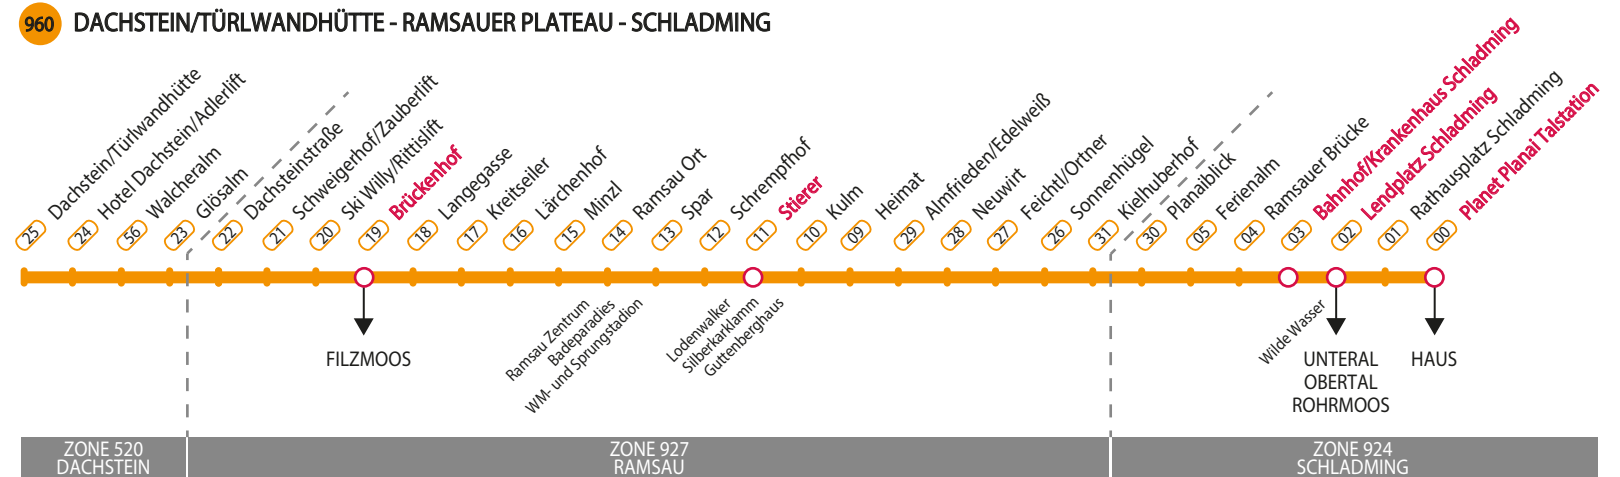 960 DACHSTEIN/TÜRLWANDHÜTTE - RAMSAUER PLATEAU - SCHLADMING
25 Dachstein/Türlwandhütte
24 Hotel Dachstein/Adlerlift
56 Walcheralm
23 Glösalm
22 Dachsteinstraße
21 Schweigerhof/Zauberlift
20 Ski Willy/Rittislift
19 Brückenhof
18 Langegasse
17 Kreitseiler
16 Lärchenhof
15 Minzl
14 Ramsau Ort
13 Spar
12 Schrempfhof
11 Stierer
10 Kulm
09 Heimat
29 Almfrieden/Edelweiß
28 Neuwirt
27 Feichtl/Ortner
26 Sonnenhügel
31 Kielhuberhof
30 Planaiblick
05 Ferienalm
04 Ramsauer Brücke
03 Bahnhof/Krankenhaus Schladming
02 Lendplatz Schladming
01 Rathausplatz Schladming
00 Planet Planai Talstation
FILZMOOS
Ramsau Zentrum
Badeparadies
WM- und Sprungstadion
Lodenwalker
Silberkarklamm
Guttenberghaus
Wilde Wasser
UNTERAL
OBERTAL
ROHRMOOS
HAUS
ZONE 520
DACHSTEIN
ZONE 927
RAMSAU
ZONE 924
SCHLADMING